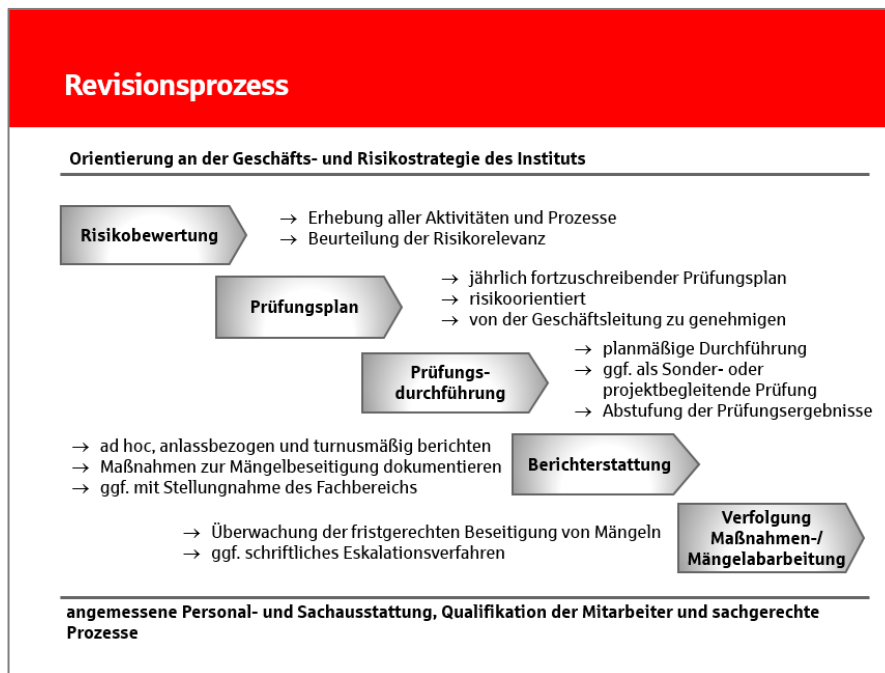 Revisionsprozess
Orientierung an der Geschäfts- und Risikostrategie des Instituts
Risikobewertung
→ Erhebung aller Aktivitäten und Prozesse
→ Beurteilung der Risikorelevanz
Prüfungsplan
→ jährlich fortzuschreibender Prüfungsplan
→ risikoorientiert
→ von der Geschäftsleitung zu genehmigen
Prüfungs-
durchführung
→ planmäßige Durchführung
→ ggf. als Sonder- oder
projektbegleitende Prüfung
→ Abstufung der Prüfungsergebnisse
→ ad hoc, anlassbezogen und turnusmäßig berichten
→ Maßnahmen zur Mängelbeseitigung dokumentieren
→ ggf. mit Stellungnahme des Fachbereichs
Berichterstattung
→ Überwachung der fristgerechten Beseitigung von Mängeln
→ ggf. schriftliches Eskalationsverfahren
Verfolgung
Maßnahmen-/
Mängelabarbeitung
angemessene Personal- und Sachausstattung, Qualifikation der Mitarbeiter und sachgerechte
Prozesse